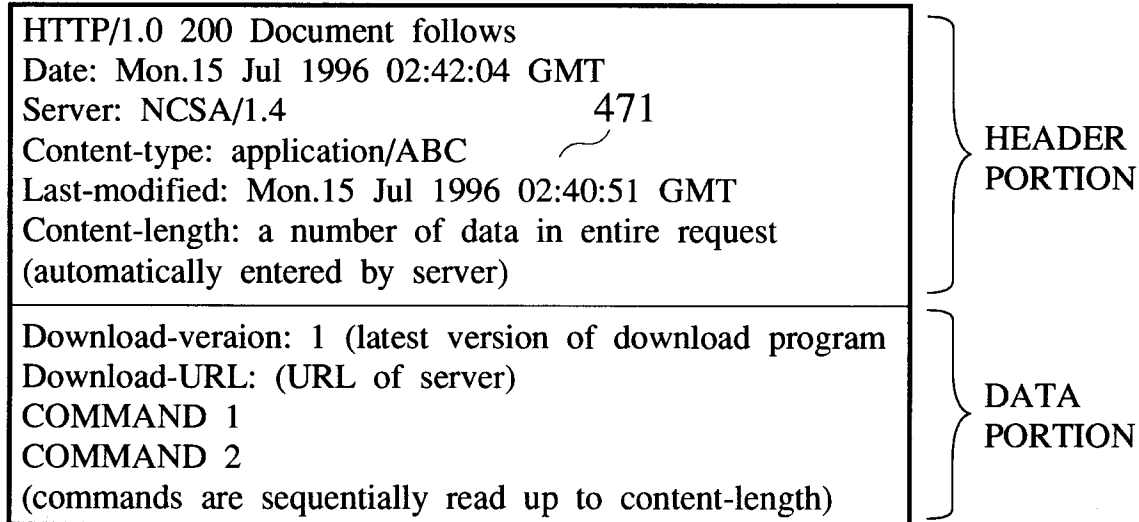 HTTP/1.0 200 Document follows
Date: Mon.15 Jul 1996 02:42:04 GMT
Server: NCSA/1.4
471
Content-type: application/ABC
Last-modified: Mon.15 Jul 1996 02:40:51 GMT
Content-length: a number of data in entire request
(automatically entered by server)
HEADER
PORTION
Download-veraion: 1 (latest version of download program
Download-URL: (URL of server)
COMMAND 1
COMMAND 2
(commands are sequentially read up to content-length)
DATA
PORTION